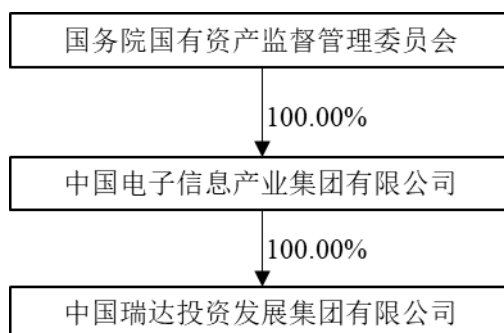 国务院国有资产监督管理委员会
100.00%
中国电子信息产业集团有限公司
100.00%
中国瑞达投资发展集团有限公司